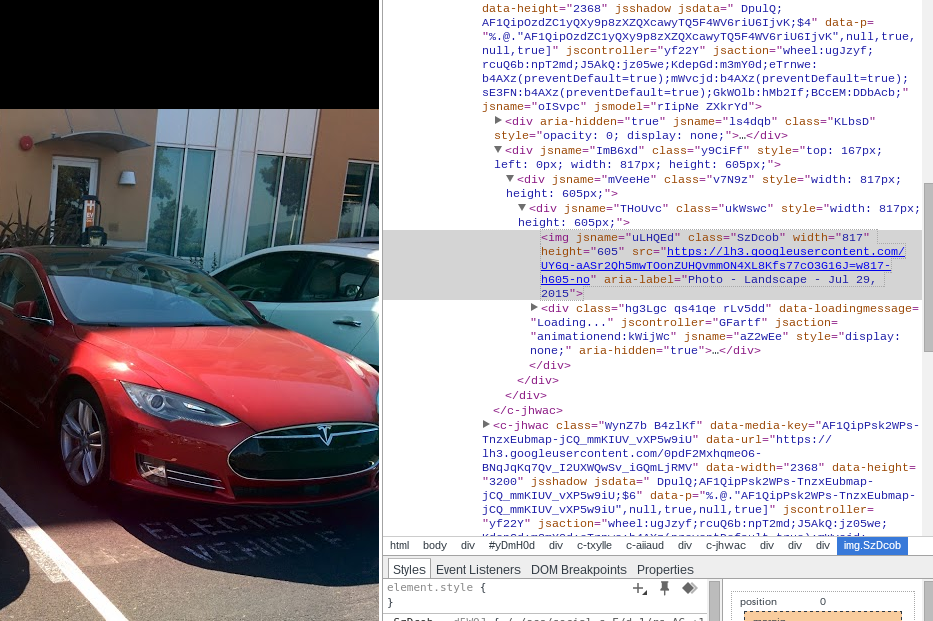 data-height="2368" jsshadow jsdata=" DpulQ;
AF1QipOzdZC1yQXy9p8zXZQXcawyTQ5F4WV6riU6IjvK;$4" data-p=
"%.@."AF1QipOzdZC1yQXy9p8zXZQXcawyTQ5F4WV6riU6IjvK",null,true,
null,true]" jscontroller="yf22Y" jsaction="wheel:ugJzyf;
rcuQ6b:npT2md;J5AkQ:jz05we;KdepGd:m3mY0d;eTrnwe:
b4AXz(preventDefault=true);mWvcjd:b4AXz(preventDefault=true);
sE3FN:b4AXz(preventDefault=true);GkWOlb:hMb2If;BCcEM:DDbAcb;"
jsname="oISvpc" jsmodel="rIipNe ZXkrYd">
<div aria-hidden="true" jsname="ls4dqb" class="KLbsD"
style="opacity: 0; display: none;">…</div>
<div jsname="ImB6xd" class="y9CiFf" style="top: 167px;
left: 0px; width: 817px; height: 605px;">
<div jsname="mVeeHe" class="v7N9z" style="width: 817px;
height: 605px;">
<div jsname="THoUvc" class="ukWswc" style="width: 817px;
height: 605px;">
<img jsname="uLHQEd" class="SzDcob" width="817"
height="605" src="https://lh3.googleusercontent.com/
UY6q-aASr2Qh5mwTOonZUHQvmmON4XL8Kfs77cO3G16J=w817-
h605-no" aria-label="Photo - Landscape - Jul 29,
2015">
<div class="hg3Lgc qs41qe rLv5dd" data-loadingmessage=
"Loading..." jscontroller="GFartf" jsaction=
"animationend:kWijWc" jsname="aZ2wEe" style="display:
none;" aria-hidden="true">…</div>
</div>
</div>
</div>
</c-jhwac>
<c-jhwac class="WynZ7b B4zlKf" data-media-key="AF1QipPsk2WPs-
TnzxEubmap-jCQ_mmKIUV_vXP5w9iU" data-url="https://
lh3.googleusercontent.com/0pdF2MxhqmeO6-
BNqJqKq7Qv_I2UXWQwSv_iGQmLjRMV" data-width="2368" data-height=
"3200" jsshadow jsdata=" DpulQ;AF1QipPsk2WPs-TnzxEubmap-
jCQ_mmKIUV_vXP5w9iU;$6" data-p="%.@."AF1QipPsk2WPs-TnzxEubmap-
jCQ_mmKIUV_vXP5w9iU",null,true,null,true]" jscontroller=
"yf22Y" jsaction="wheel:ugJzyf;rcuQ6b:npT2md;J5AkQ:jz05we;
html body div #yDmH0d div c-txylle c-aiiaud div c-jhwac div div div img.SzDcob
Styles Event Listeners DOM Breakpoints Properties
element.style {
}
position 0
ELECTRIC